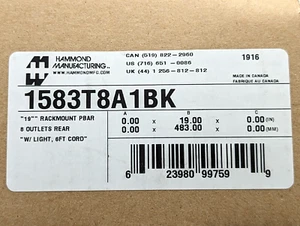 HAMMOND
MANUFACTURING
WWW.HAMMONDMFG.COM
CAN (519) 822-2960
US (716) 651-0086
UK (44) 1 256-812-812
1916
MADE IN CANADA
FABRIQUE AU CANADA
1583T8A1BK
"19"" RACKMOUNT PBAR
8 OUTLETS REAR
"W/ LIGHT, 6FT CORD"
A B C
0.00 x 19.00 x 0.00 (IN)
0.00 x 483.00 x 0.00 (MM)
6 23980 99759 9